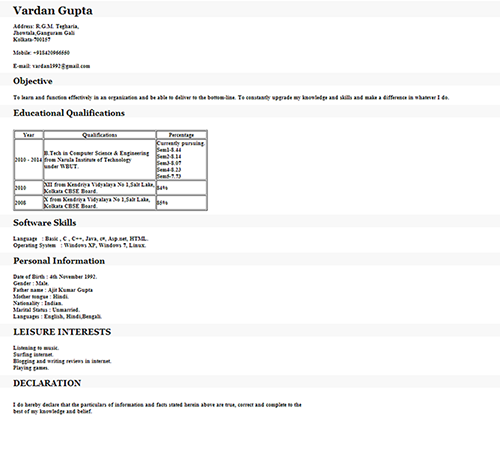 Vardan Gupta
Address: R.G.M. Tegharia,
Jhowtala,Ganguram Gali
Kolkata-700157
Mobile: +918420966550
E-mail: vardan1992@gmail.com
Objective
To learn and function effectively in an organization and be able to deliver to the bottom-line. To constantly upgrade my knowledge and skills and make a difference in whatever I do.
Educational Qualifications
Year Qualifications Percentage
2010 - 2014 B.Tech in Computer Science & Engineering from Narula Institute of Technology under WBUT. Currently pursuing.
Sem1-8.44
Sem2-8.14
Sem3-8.07
Sem4-8.23
Sem5-7.73
2010 XII from Kendriya Vidyalaya No 1,Salt Lake, Kolkata CBSE Board. 84%
2008 X from Kendriya Vidyalaya No 1,Salt Lake, Kolkata CBSE Board. 85%
Software Skills
Language : Basic , C , C++, Java, c#, Asp.net, HTML.
Operating System : Windows XP, Windows 7, Linux.
Personal Information
Date of Birth : 4th November 1992.
Gender : Male.
Father name : Ajit Kumar Gupta
Mother tongue : Hindi.
Nationality : Indian.
Marital Status : Unmarried.
Languages : English, Hindi,Bengali.
LEISURE INTERESTS
Listening to music.
Surfing internet.
Blogging and writing reviews in internet.
Playing games.
DECLARATION
I do hereby declare that the particulars of information and facts stated herein above are true, correct and complete to the
best of my knowledge and belief.